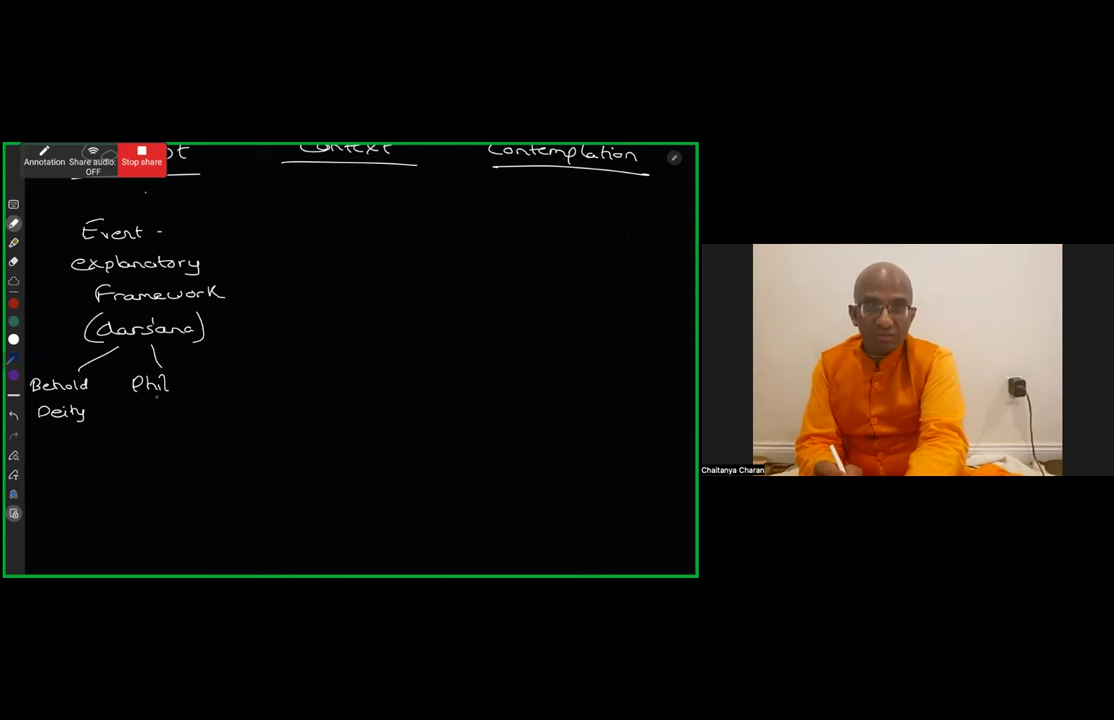 Annotation Share audio: OFF Stop share
Context
Contemplation
Event -
explanatory
Framework
(darśana)
Behold Phil
Deity
Chaitanya Charan